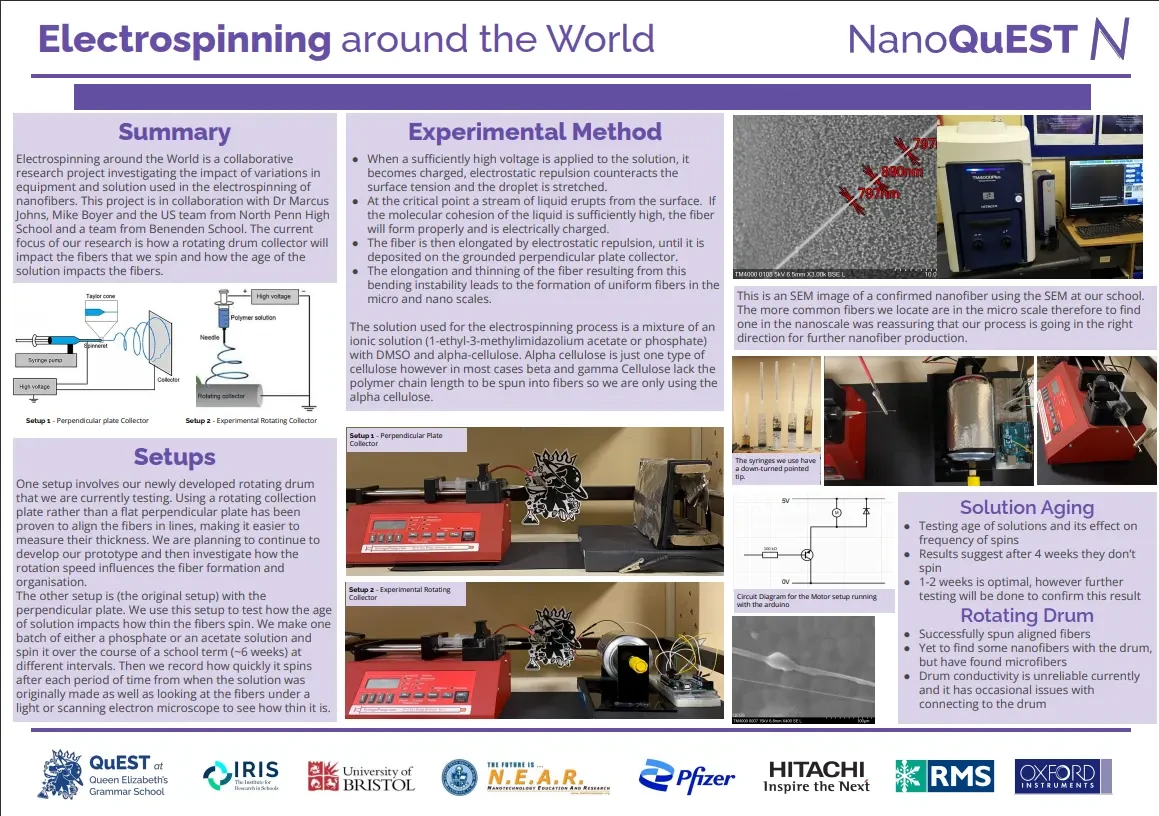 Electrospinning around the World
NanoQuEST N
Summary
Electrospinning around the World is a collaborative
research project investigating the impact of variations in
equipment and solution used in the electrospinning of
nanofibers. This project is in collaboration with Dr Marcus
Johns, Mike Boyer and the US team from North Penn High
School and a team from Benenden School. The current
focus of our research is how a rotating drum collector will
impact the fibers that we spin and how the age of the
solution impacts the fibers.
Taylor cone
Spinneret
Syringe pump
High voltage
Collector
+
High voltage
–
Polymer solution
Needle
Rotating collector
Setup 1 - Perpendicular plate Collector
Setup 2 - Experimental Rotating Collector
Setups
One setup involves our newly developed rotating drum
that we are currently testing. Using a rotating collection
plate rather than a flat perpendicular plate has been
proven to align the fibers in lines, making it easier to
measure their thickness. We are planning to continue to
develop our prototype and then investigate how the
rotation speed influences the fiber formation and
organisation.
The other setup is (the original setup) with the
perpendicular plate. We use this setup to test how the age
of solution impacts how thin the fibers spin. We make one
batch of either a phosphate or an acetate solution and
spin it over the course of a school term (~6 weeks) at
different intervals. Then we record how quickly it spins
after each period of time from when the solution was
originally made as well as looking at the fibers under a
light or scanning electron microscope to see how thin it is.
Experimental Method
● When a sufficiently high voltage is applied to the solution, it
becomes charged, electrostatic repulsion counteracts the
surface tension and the droplet is stretched.
● At the critical point a stream of liquid erupts from the surface. If
the molecular cohesion of the liquid is sufficiently high, the fiber
will form properly and is electrically charged.
● The fiber is then elongated by electrostatic repulsion, until it is
deposited on the grounded perpendicular plate collector.
● The elongation and thinning of the fiber resulting from this
bending instability leads to the formation of uniform fibers in the
micro and nano scales.
The solution used for the electrospinning process is a mixture of an
ionic solution (1-ethyl-3-methylimidazolium acetate or phosphate)
with DMSO and alpha-cellulose. Alpha cellulose is just one type of
cellulose however in most cases beta and gamma Cellulose lack the
polymer chain length to be spun into fibers so we are only using the
alpha cellulose.
Setup 1 - Perpendicular Plate
Collector
Setup 2 - Experimental Rotating
Collector
797nm
TM4000 0108 5kV 6.5mm X3.00k BSE L 10.0
TM4000Plus
HITACHI
This is an SEM image of a confirmed nanofiber using the SEM at our school.
The more common fibers we locate are in the micro scale therefore to find
one in the nanoscale was reassuring that our process is going in the right
direction for further nanofiber production.
The syringes we use have
a down-turned pointed
tip.
5V
M
0V
Circuit Diagram for the Motor setup running
with the arduino
Solution Aging
● Testing age of solutions and its effect on
frequency of spins
● Results suggest after 4 weeks they don't
spin
● 1-2 weeks is optimal, however further
testing will be done to confirm this result
Rotating Drum
● Successfully spun aligned fibers
● Yet to find some nanofibers with the drum,
but have found microfibers
● Drum conductivity is unreliable currently
and it has occasional issues with
connecting to the drum
QuEST at
Queen Elizabeth's
Grammar School
IRIS
The Institute for
Research in Schools
University of
BRISTOL
THE FUTURE IS ...
N.E.A.R.
NANOTECHNOLOGY EDUCATION AND RESEARCH
Pfizer
HITACHI
Inspire the Next
RMS
OXFORD
INSTRUMENTS